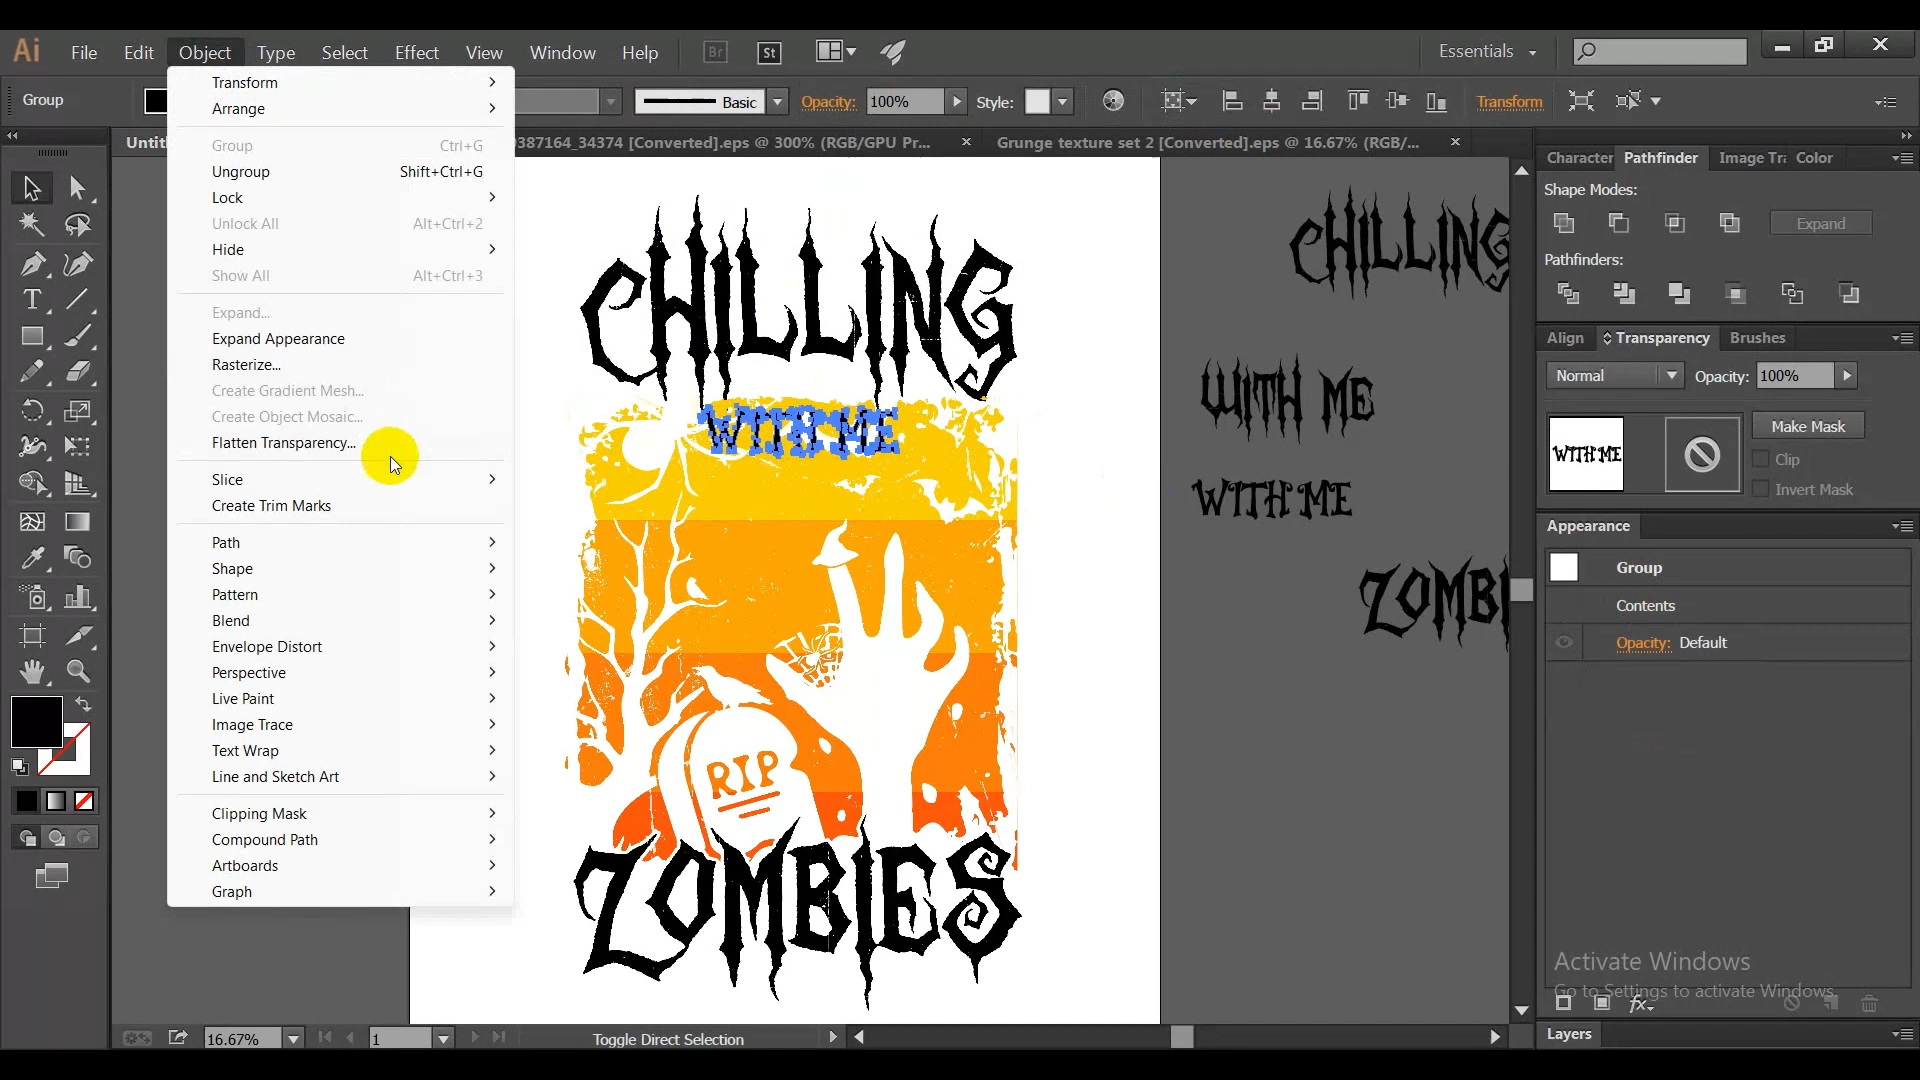 Ai File Edit Object Type Select Effect View Window Help Br St Essentials
Group Basic Opacity: 100% Style: Transform
Untit 387164_34374 [Converted].eps @ 300% (RGB/GPU Pr... × Grunge texture set 2 [Converted].eps @ 16.67% (RGB/... ×
Transform
Arrange
Group Ctrl+G
Ungroup Shift+Ctrl+G
Lock
Unlock All Alt+Ctrl+2
Hide
Show All Alt+Ctrl+3
Expand...
Expand Appearance
Rasterize...
Create Gradient Mesh...
Create Object Mosaic...
Flatten Transparency...
Slice
Create Trim Marks
Path
Shape
Pattern
Blend
Envelope Distort
Perspective
Live Paint
Image Trace
Text Wrap
Line and Sketch Art
Clipping Mask
Compound Path
Artboards
Graph
CHILLING
WITH ME
RIP
ZOMBIES
CHILLING
WITH ME
WITH ME
ZOMBI
Character Pathfinder Image Tr Color
Shape Modes:
Expand
Pathfinders:
Align Transparency Brushes
Normal Opacity: 100%
WITH ME
Make Mask
Clip
Invert Mask
Appearance
Group
Contents
Opacity: Default
Activate Windows
Go to Settings to activate Windows.
fx
Layers
16.67% 1 Toggle Direct Selection